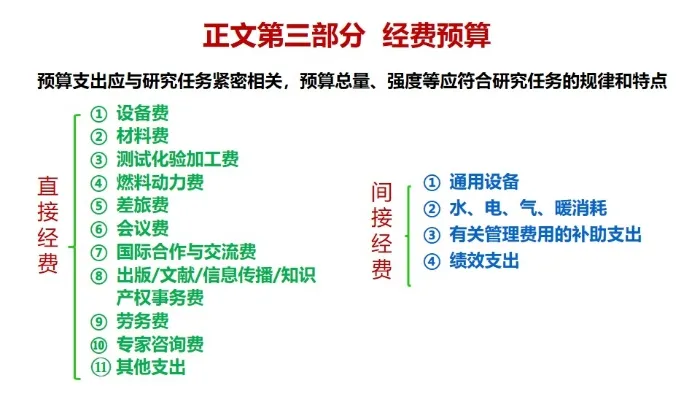 正文第三部分 经费预算
预算支出应与研究任务紧密相关，预算总量、强度等应符合研究任务的规律和特点
直接经费
① 设备费
② 材料费
③ 测试化验加工费
④ 燃料动力费
⑤ 差旅费
⑥ 会议费
⑦ 国际合作与交流费
⑧ 出版/文献/信息传播/知识
产权事务费
⑨ 劳务费
⑩ 专家咨询费
⑪ 其他支出
间接经费
① 通用设备
② 水、电、气、暖消耗
③ 有关管理费用的补助支出
④ 绩效支出